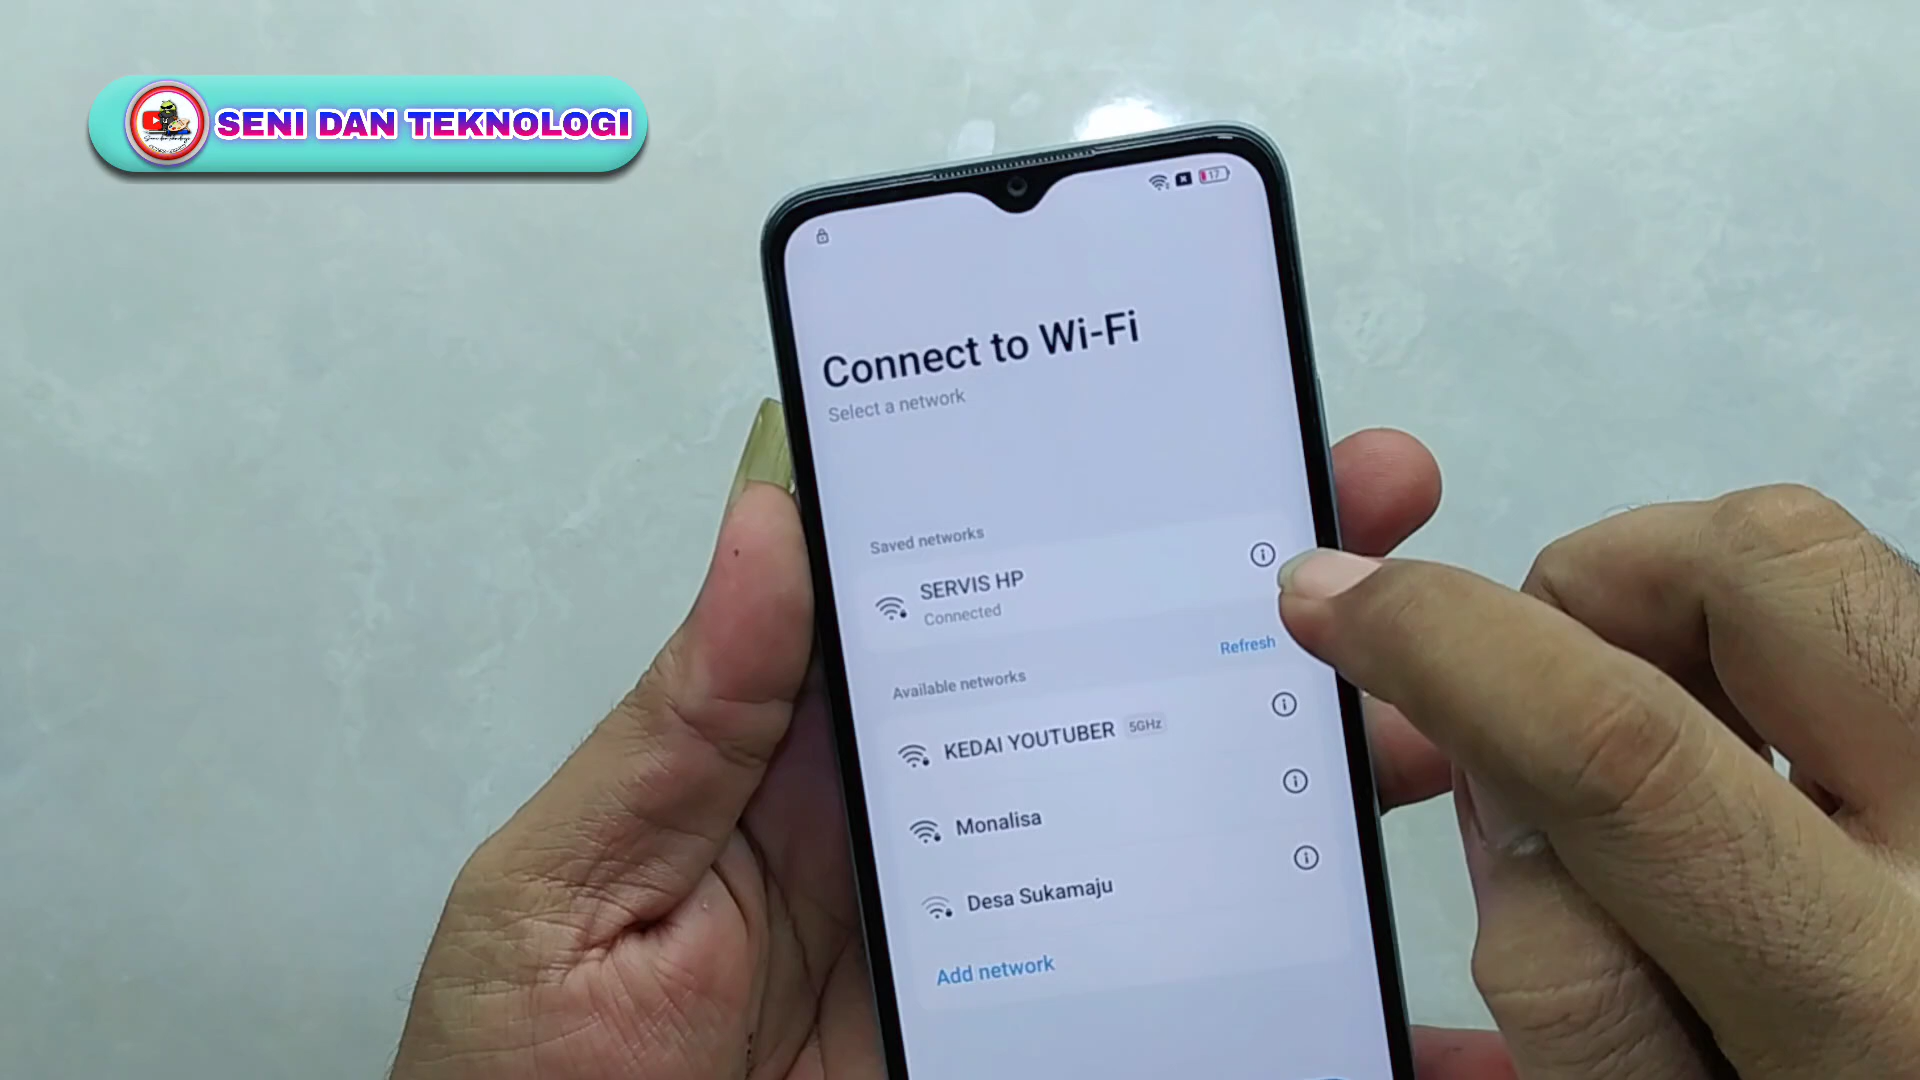 SENI DAN TEKNOLOGI
17
Connect to Wi-Fi
Select a network
Saved networks
SERVIS HP
Connected
Refresh
Available networks
KEDAI YOUTUBER 5GHz
Monalisa
Desa Sukamaju
Add network